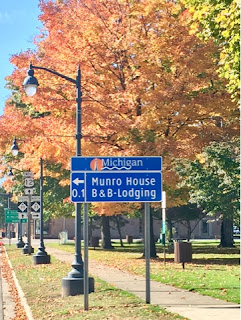 Michigan
← Munro House
0.1 B&B-Lodging